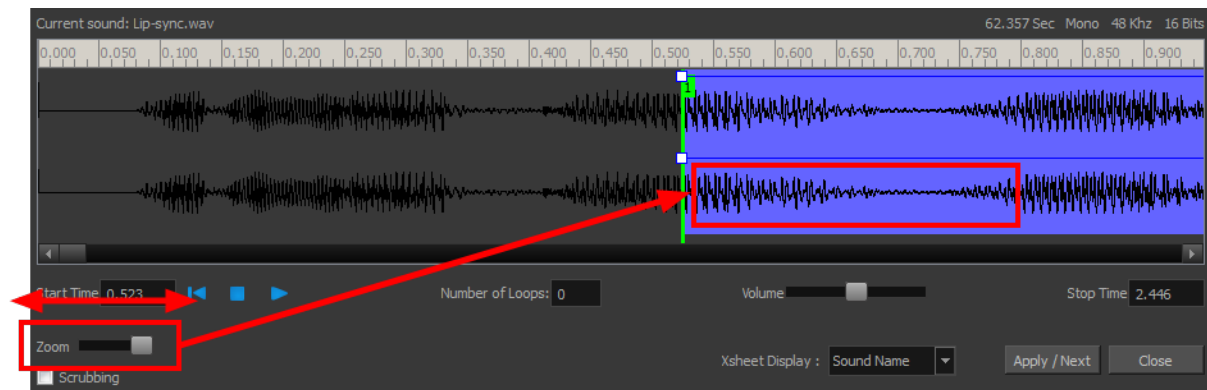 Current sound: Lip-sync.wav 62.357 Sec Mono 48 Khz 16 Bits
0.000 0.050 0.100 0.150 0.200 0.250 0.300 0.350 0.400 0.450 0.500 0.550 0.600 0.650 0.700 0.750 0.800 0.850 0.900
1
Start Time 0.523 Number of Loops: 0 Volume Stop Time 2.446
Zoom
Xsheet Display : Sound Name Apply / Next Close
Scrubbing